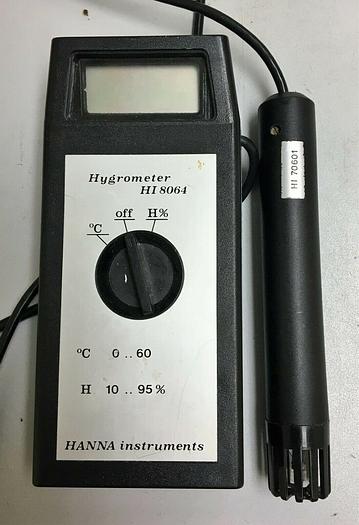 Hygrometer
HI 8064
off H%
ºC
ºC 0 .. 60
H 10 .. 95%
HANNA instruments
HI 70601